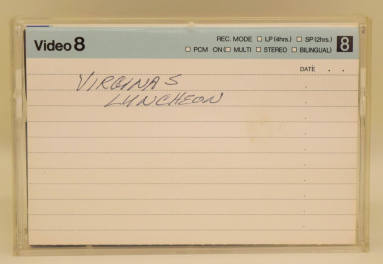 Video 8
REC. MODE □ LP (4hrs.) □ SP (2hrs.)
□ PCM ON (□ MULTI □ STEREO □ BILINGUAL)
8
DATE . .
VIRGINAS
LUNCHEON